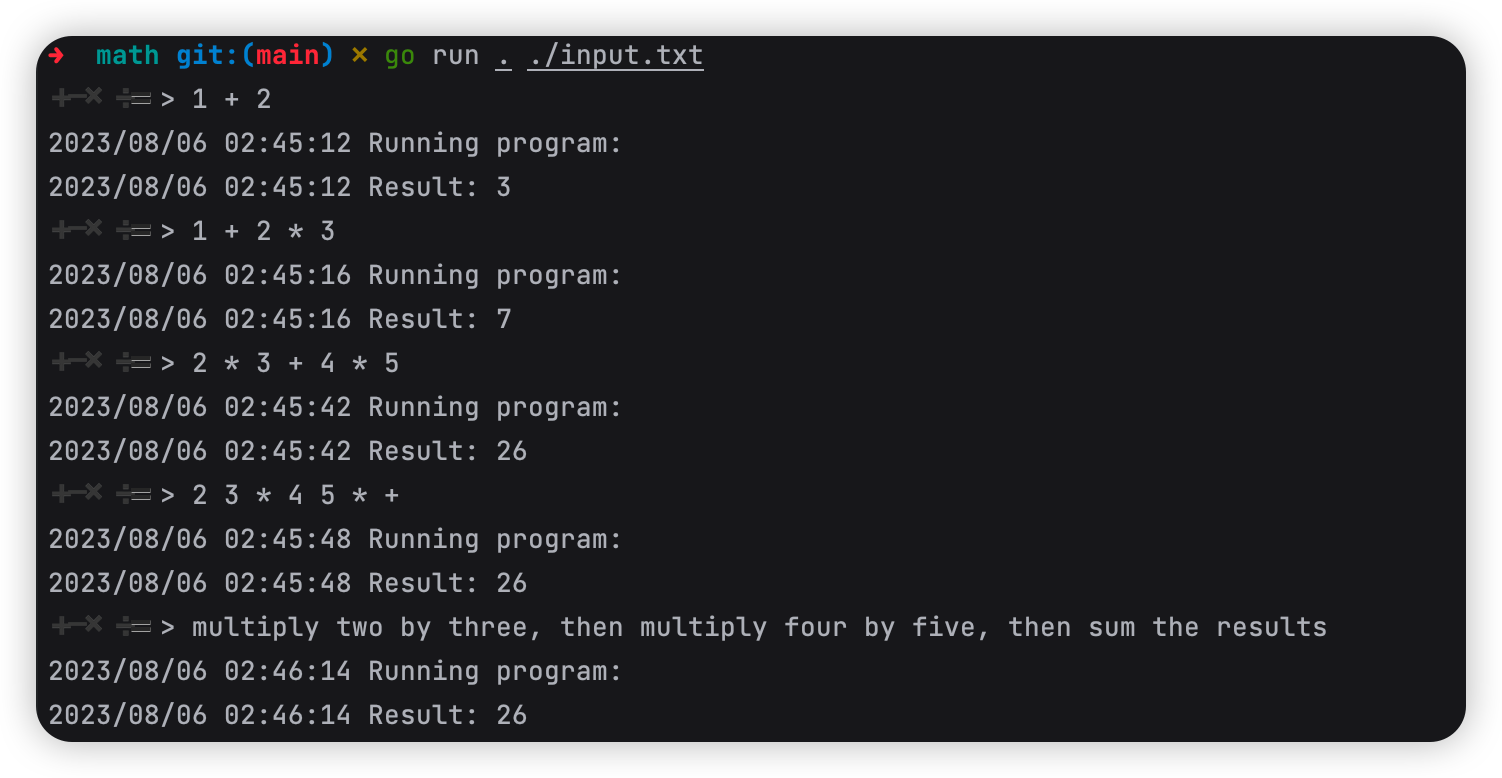 ➜  math git:(main) ✗ go run . ./input.txt
➕➖✖️➗🟰> 1 + 2
2023/08/06 02:45:12 Running program:
2023/08/06 02:45:12 Result: 3
➕➖✖️➗🟰> 1 + 2 * 3
2023/08/06 02:45:16 Running program:
2023/08/06 02:45:16 Result: 7
➕➖✖️➗🟰> 2 * 3 + 4 * 5
2023/08/06 02:45:42 Running program:
2023/08/06 02:45:42 Result: 26
➕➖✖️➗🟰> 2 3 * 4 5 * +
2023/08/06 02:45:48 Running program:
2023/08/06 02:45:48 Result: 26
➕➖✖️➗🟰> multiply two by three, then multiply four by five, then sum the results
2023/08/06 02:46:14 Running program:
2023/08/06 02:46:14 Result: 26